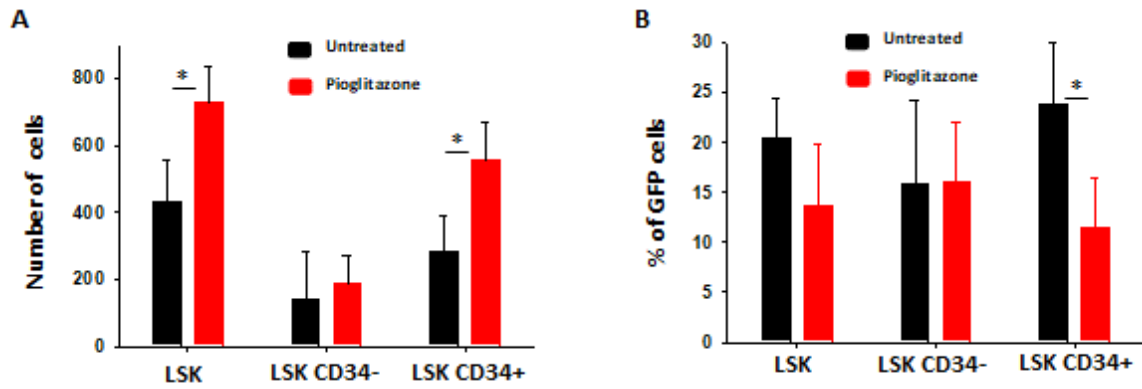 A
Untreated
Pioglitazone
Number of cells
800
600
400
200
0
*
*
LSK
LSK CD34-
LSK CD34+
B
Untreated
Pioglitazone
% of GFP cells
30
25
20
15
10
5
0
*
LSK
LSK CD34-
LSK CD34+